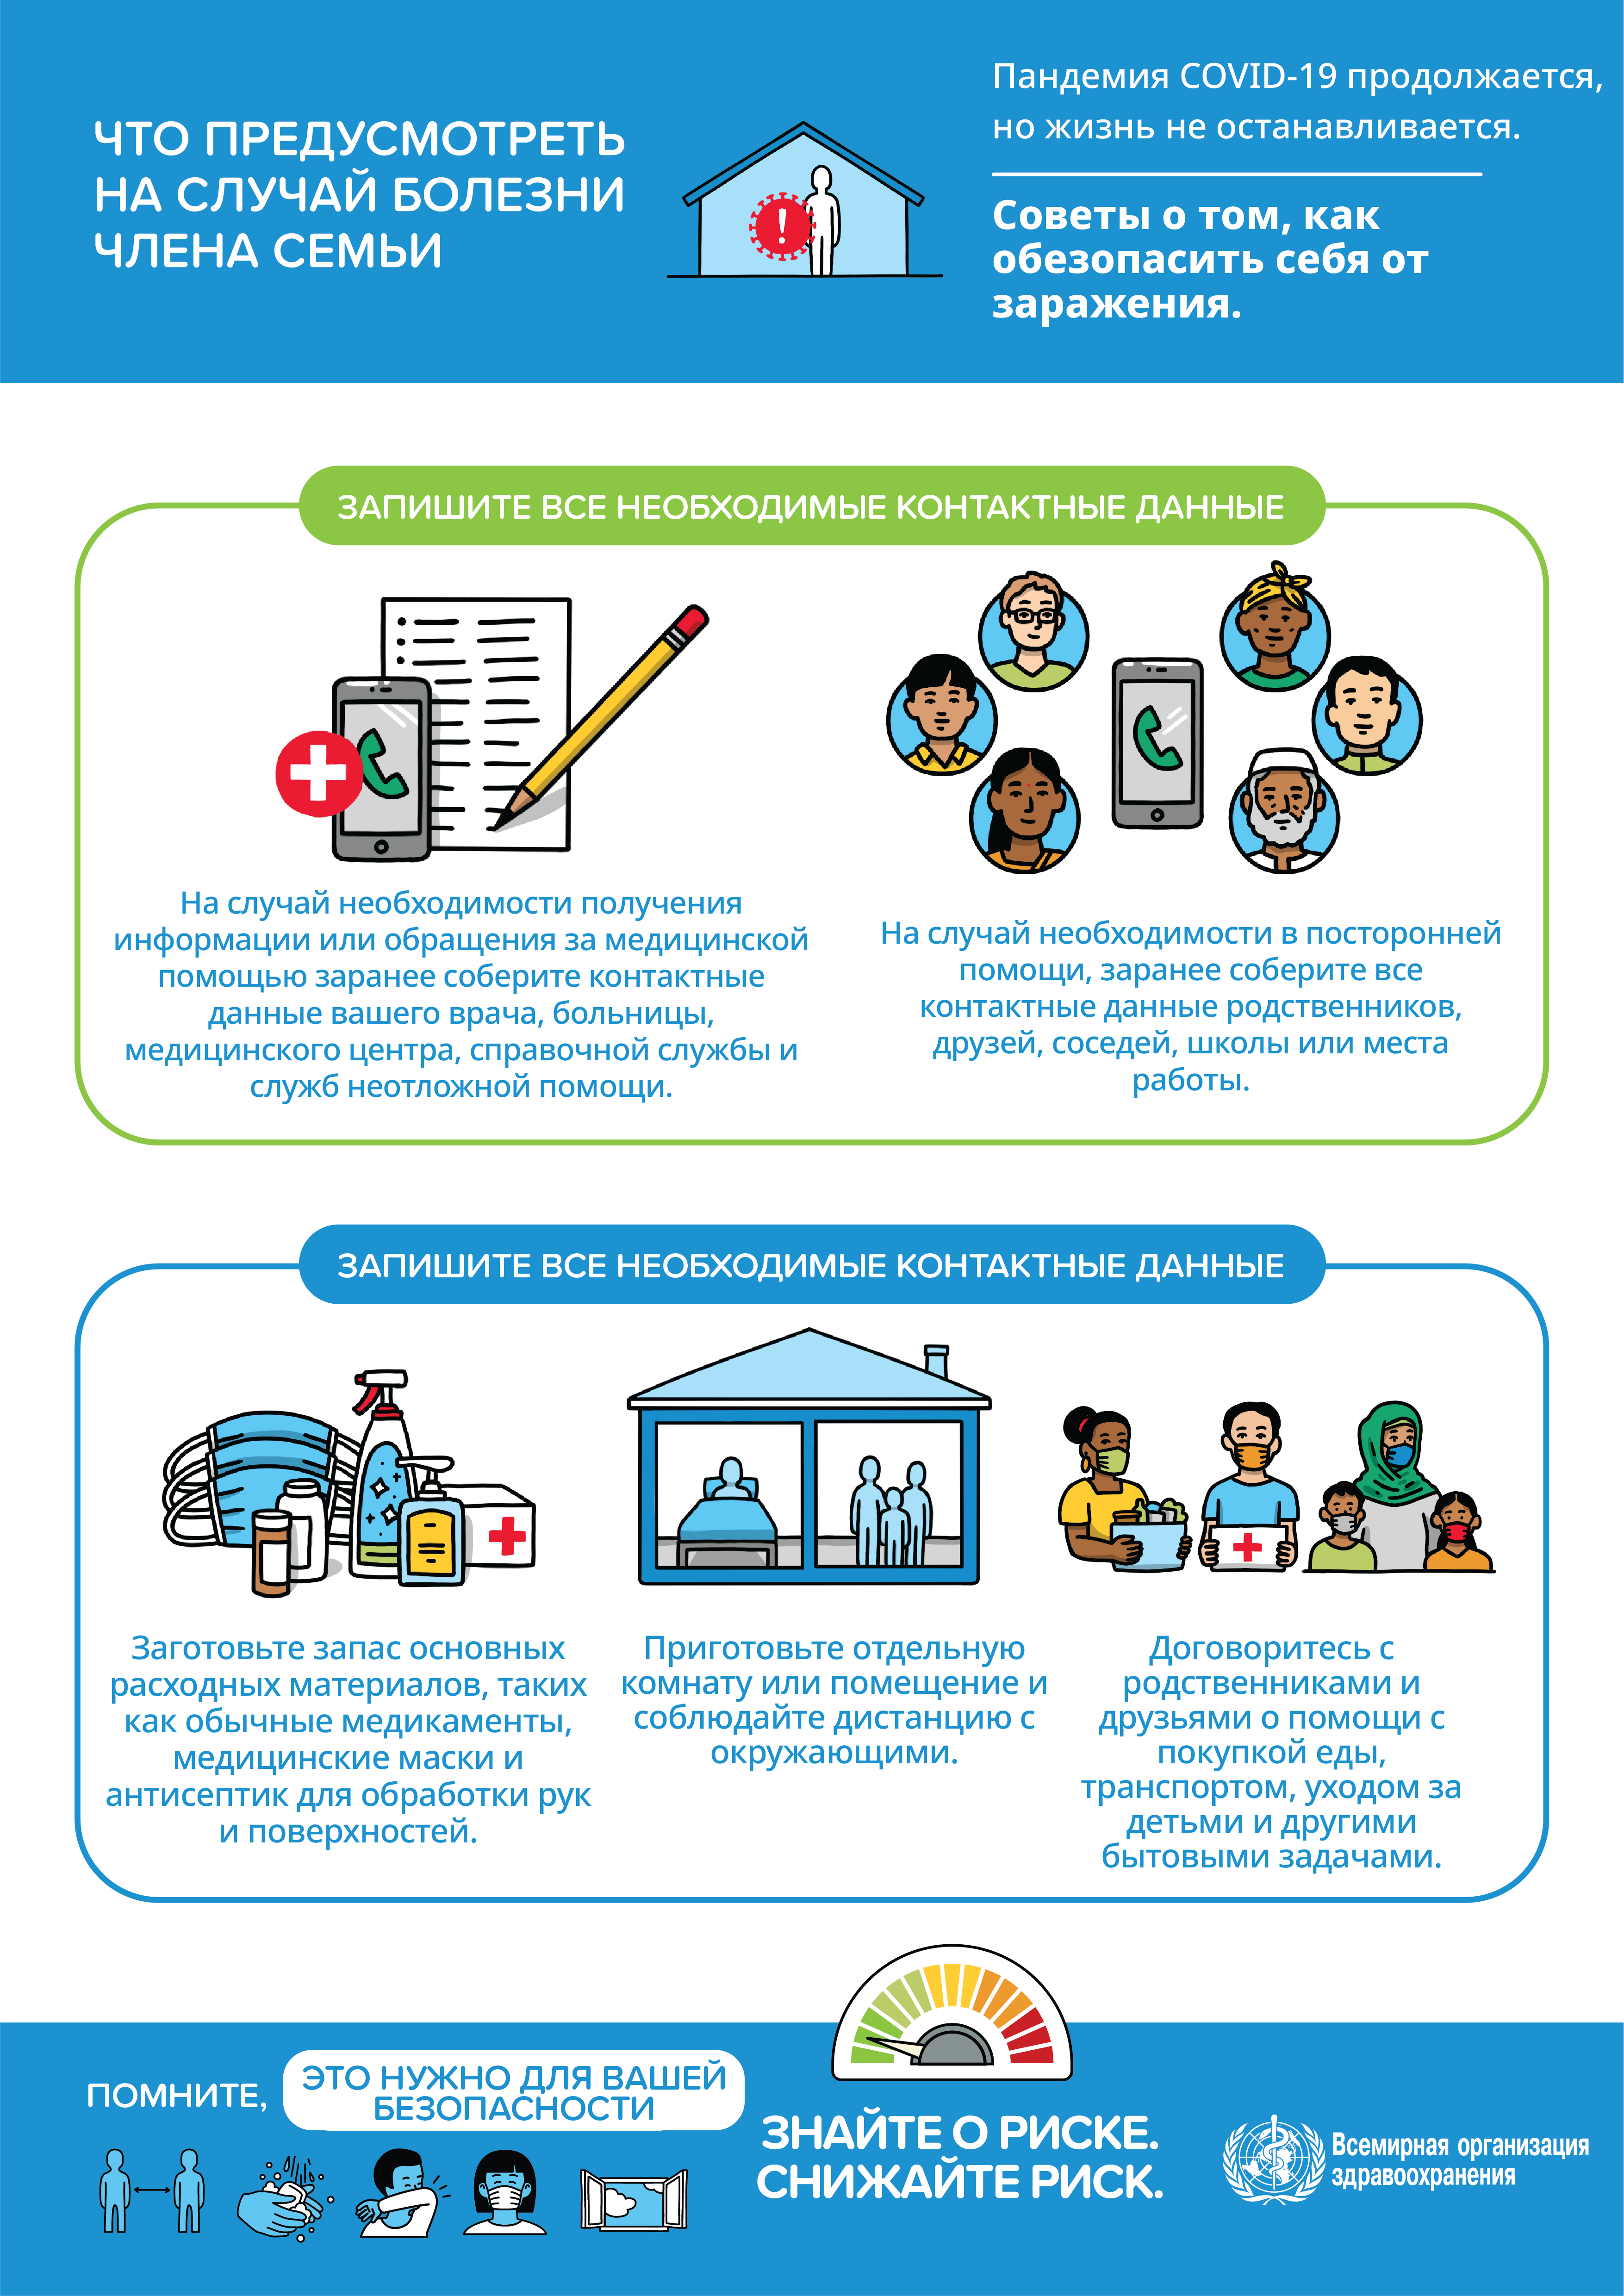 ЧТО ПРЕДУСМОТРЕТЬ
НА СЛУЧАЙ БОЛЕЗНИ
ЧЛЕНА СЕМЬИ
Пандемия COVID-19 продолжается,
но жизнь не останавливается.
Советы о том, как
обезопасить себя от
заражения.
ЗАПИШИТЕ ВСЕ НЕОБХОДИМЫЕ КОНТАКТНЫЕ ДАННЫЕ
На случай необходимости получения
информации или обращения за медицинской
помощью заранее соберите контактные
данные вашего врача, больницы,
медицинского центра, справочной службы и
служб неотложной помощи.
На случай необходимости в посторонней
помощи, заранее соберите все
контактные данные родственников,
друзей, соседей, школы или места
работы.
ЗАПИШИТЕ ВСЕ НЕОБХОДИМЫЕ КОНТАКТНЫЕ ДАННЫЕ
Заготовьте запас основных
расходных материалов, таких
как обычные медикаменты,
медицинские маски и
антисептик для обработки рук
и поверхностей.
Приготовьте отдельную
комнату или помещение и
соблюдайте дистанцию с
окружающими.
Договоритесь с
родственниками и
друзьями о помощи с
покупкой еды,
транспортом, уходом за
детьми и другими
бытовыми задачами.
ПОМНИТЕ,
ЭТО НУЖНО ДЛЯ ВАШЕЙ
БЕЗОПАСНОСТИ
ЗНАЙТЕ О РИСКЕ.
СНИЖАЙТЕ РИСК.
Всемирная организация
здравоохранения